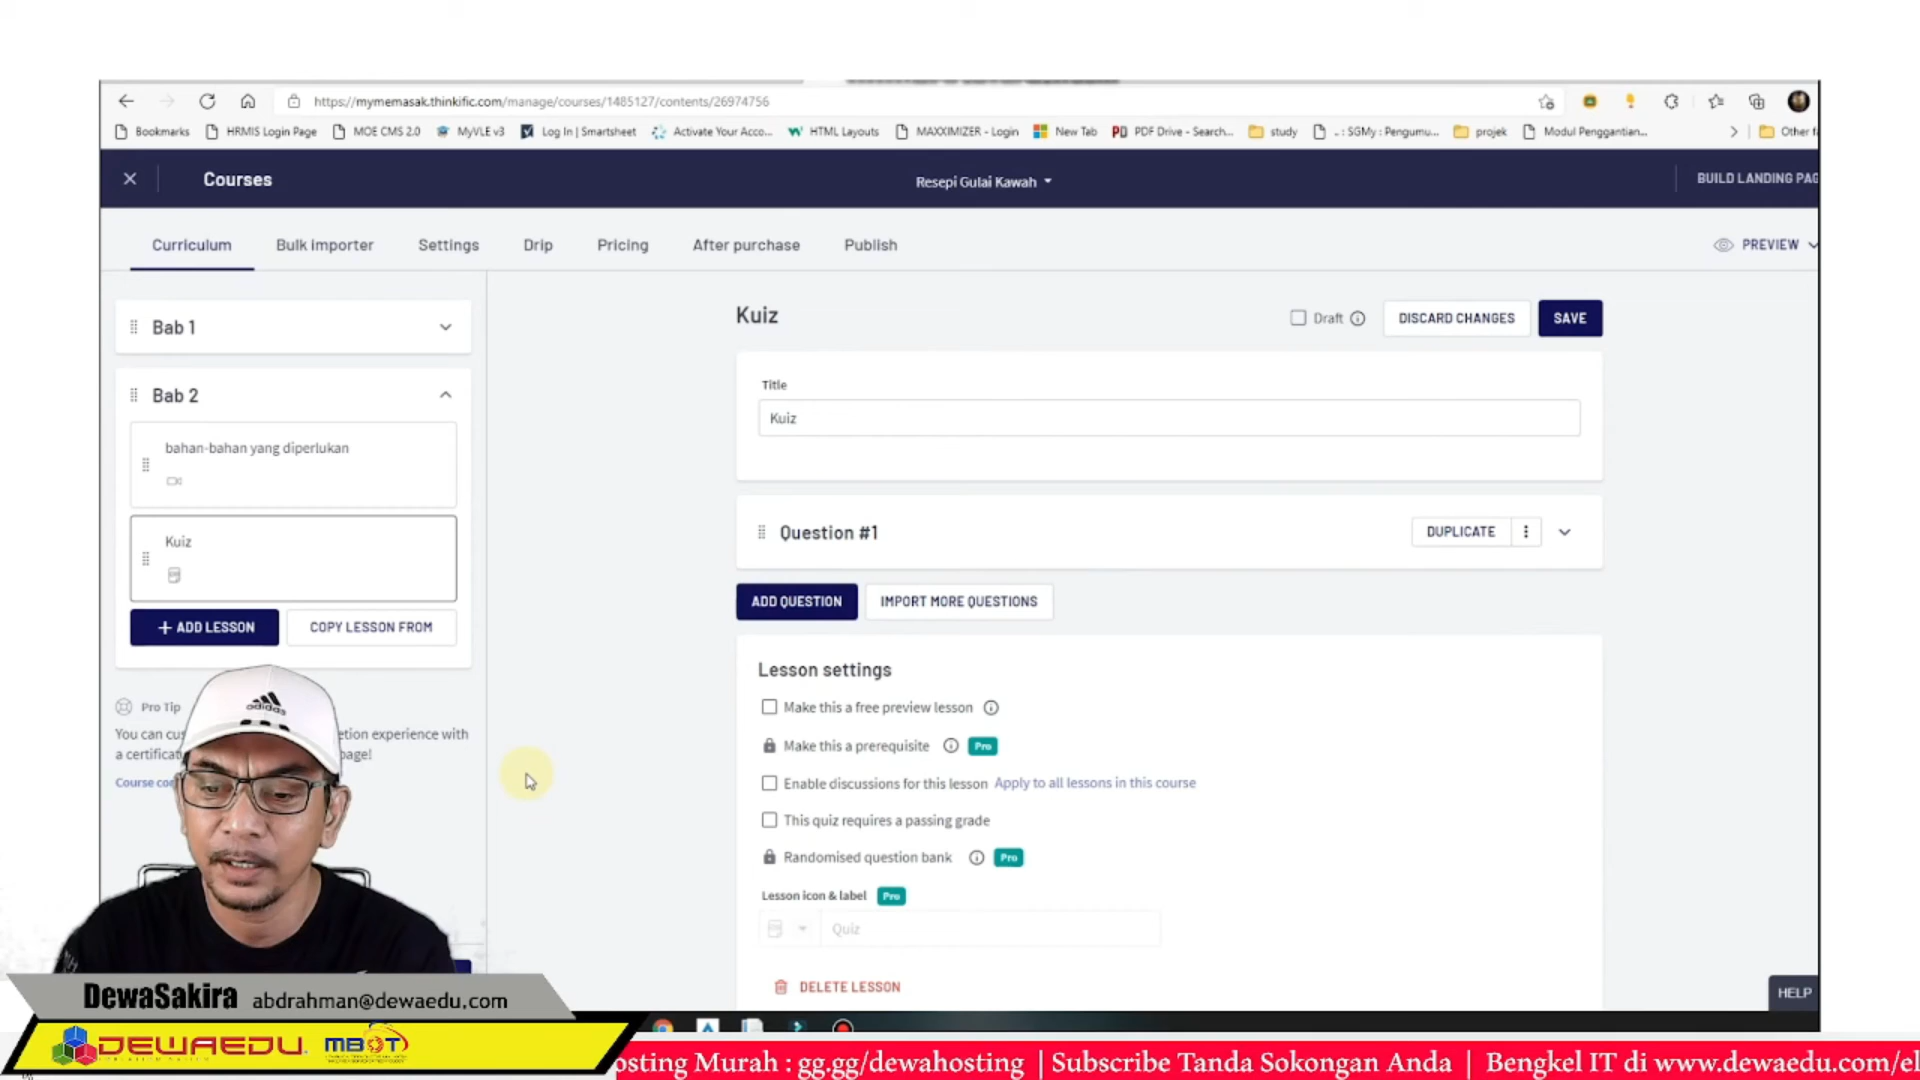 https://mymemasak.thinkific.com/manage/courses/1485127/contents/26974756
Bookmarks HRMIS Login Page MOE CMS 2.0 MyVLE v3 Log In | Smartsheet Activate Your Acco... HTML Layouts MAXXIMIZER - Login New Tab PDF Drive - Search... study .. : SGMy : Pengumu... projek Modul Penggantian... Other f
Courses
Resepi Gulai Kawah
BUILD LANDING PAG
Curriculum Bulk importer Settings Drip Pricing After purchase Publish
PREVIEW
Bab 1
Bab 2
bahan-bahan yang diperlukan
Kuiz
+ ADD LESSON COPY LESSON FROM
Pro Tip
You can cus etion experience with
a certificat page!
Course co
Kuiz
Draft DISCARD CHANGES SAVE
Title
Kuiz
Question #1
DUPLICATE
ADD QUESTION IMPORT MORE QUESTIONS
Lesson settings
Make this a free preview lesson
Make this a prerequisite Pro
Enable discussions for this lesson Apply to all lessons in this course
This quiz requires a passing grade
Randomised question bank Pro
Lesson icon & label Pro
Quiz
DELETE LESSON
HELP
adidas
DewaSakira abdrahman@dewaedu.com
DEWAEDU. MBOT
osting Murah : gg.gg/dewahosting | Subscribe Tanda Sokongan Anda | Bengkel IT di www.dewaedu.com/el